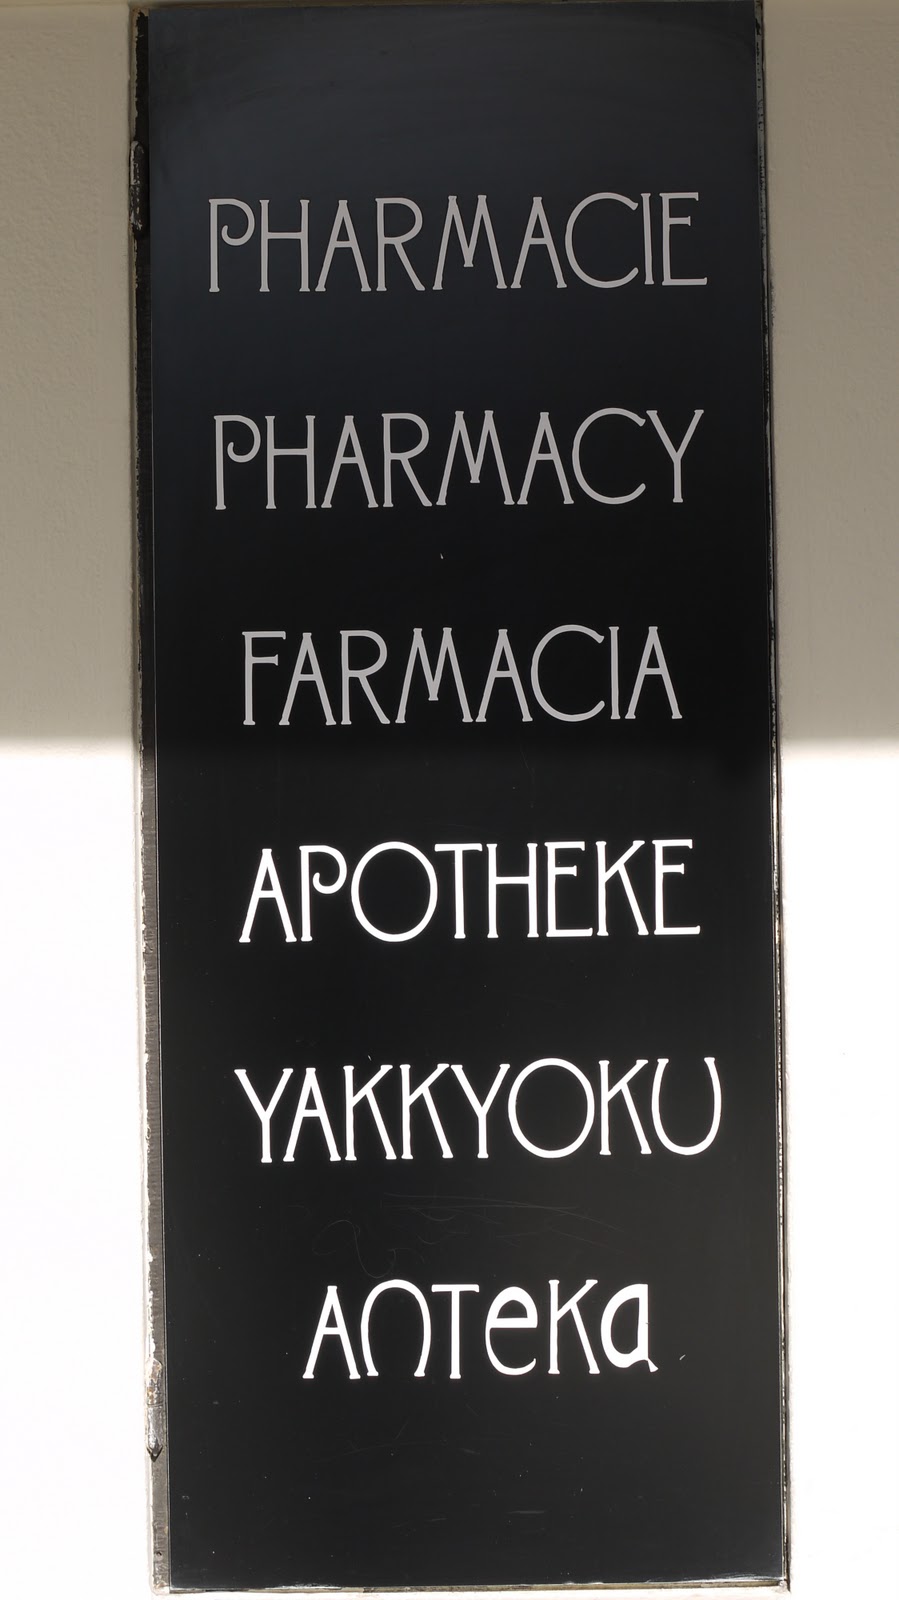 PHARMACIE
PHARMACY
FARMACIA
APOTHEKE
YAKKYOKU
Аптека